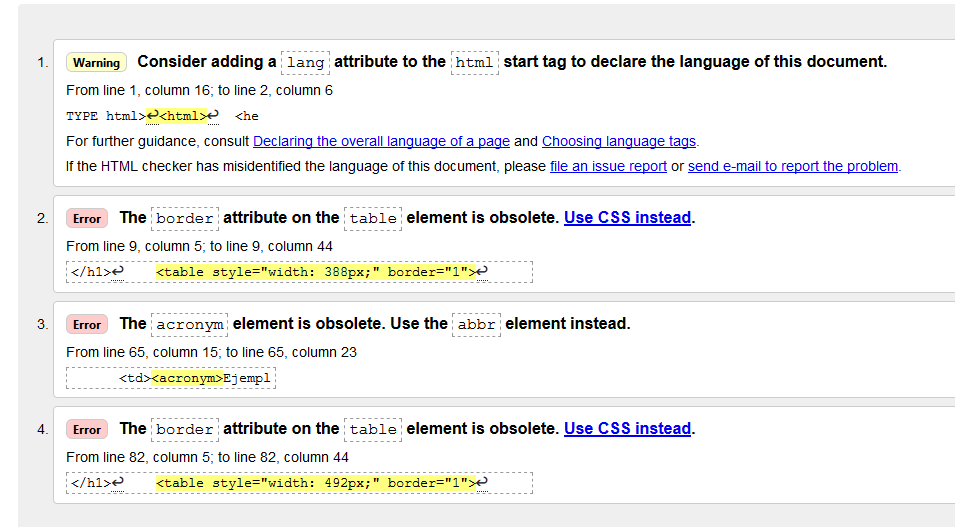 1. Warning Consider adding a lang attribute to the html start tag to declare the language of this document.
From line 1, column 16; to line 2, column 6
TYPE html>↩<html>↩ <he
For further guidance, consult Declaring the overall language of a page and Choosing language tags.
If the HTML checker has misidentified the language of this document, please file an issue report or send e-mail to report the problem.
2. Error The border attribute on the table element is obsolete. Use CSS instead.
From line 9, column 5; to line 9, column 44
</h1>↩ <table style="width: 388px;" border="1">↩
3. Error The acronym element is obsolete. Use the abbr element instead.
From line 65, column 15; to line 65, column 23
<td><acronym>Ejempl
4. Error The border attribute on the table element is obsolete. Use CSS instead.
From line 82, column 5; to line 82, column 44
</h1>↩ <table style="width: 492px;" border="1">↩